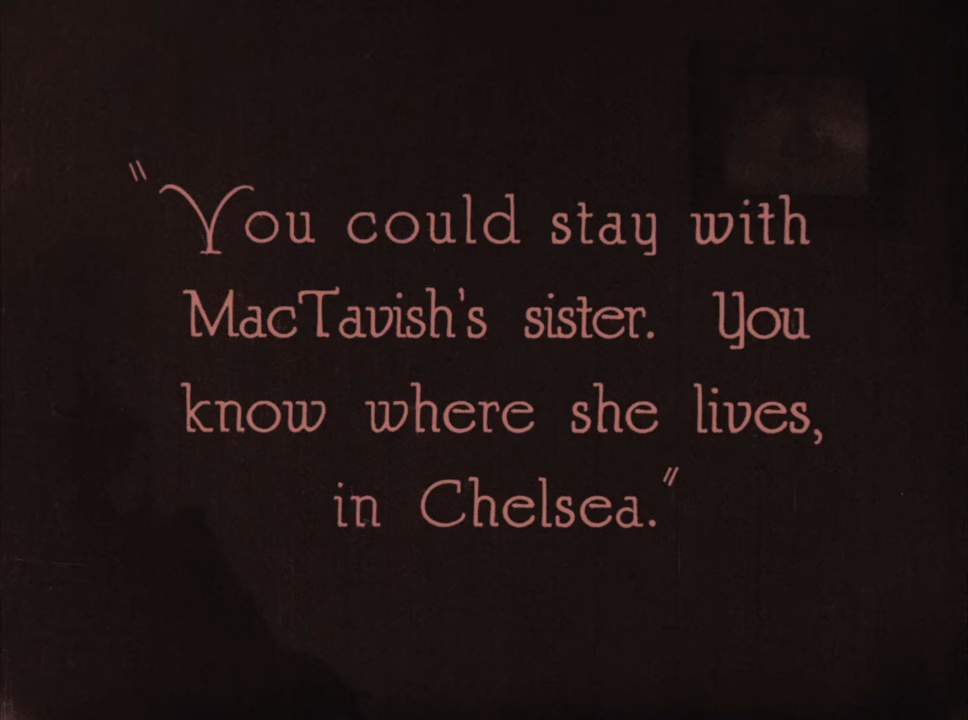 "You could stay with
MacTavish's sister. You
know where she lives,
in Chelsea."